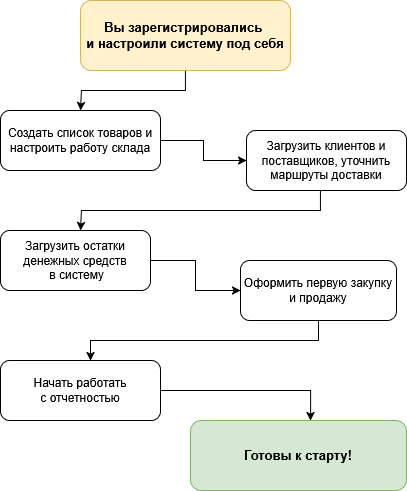 Вы зарегистрировались
и настроили систему под себя
Создать список товаров и
настроить работу склада
Загрузить клиентов и
поставщиков, уточнить
маршруты доставки
Загрузить остатки
денежных средств
в систему
Оформить первую закупку
и продажу
Начать работать
с отчетностью
Готовы к старту!